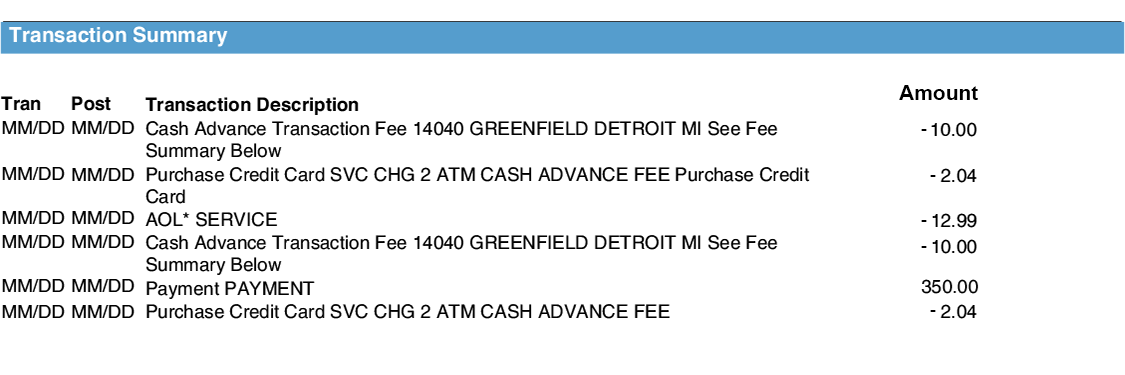 Transaction Summary
Amount
Tran Post Transaction Description
MM/DD MM/DD Cash Advance Transaction Fee 14040 GREENFIELD DETROIT MI See Fee - 10.00
Summary Below
MM/DD MM/DD Purchase Credit Card SVC CHG 2 ATM CASH ADVANCE FEE Purchase Credit - 2.04
Card
MM/DD MM/DD AOL* SERVICE - 12.99
MM/DD MM/DD Cash Advance Transaction Fee 14040 GREENFIELD DETROIT MI See Fee - 10.00
Summary Below
MM/DD MM/DD Payment PAYMENT 350.00
MM/DD MM/DD Purchase Credit Card SVC CHG 2 ATM CASH ADVANCE FEE - 2.04